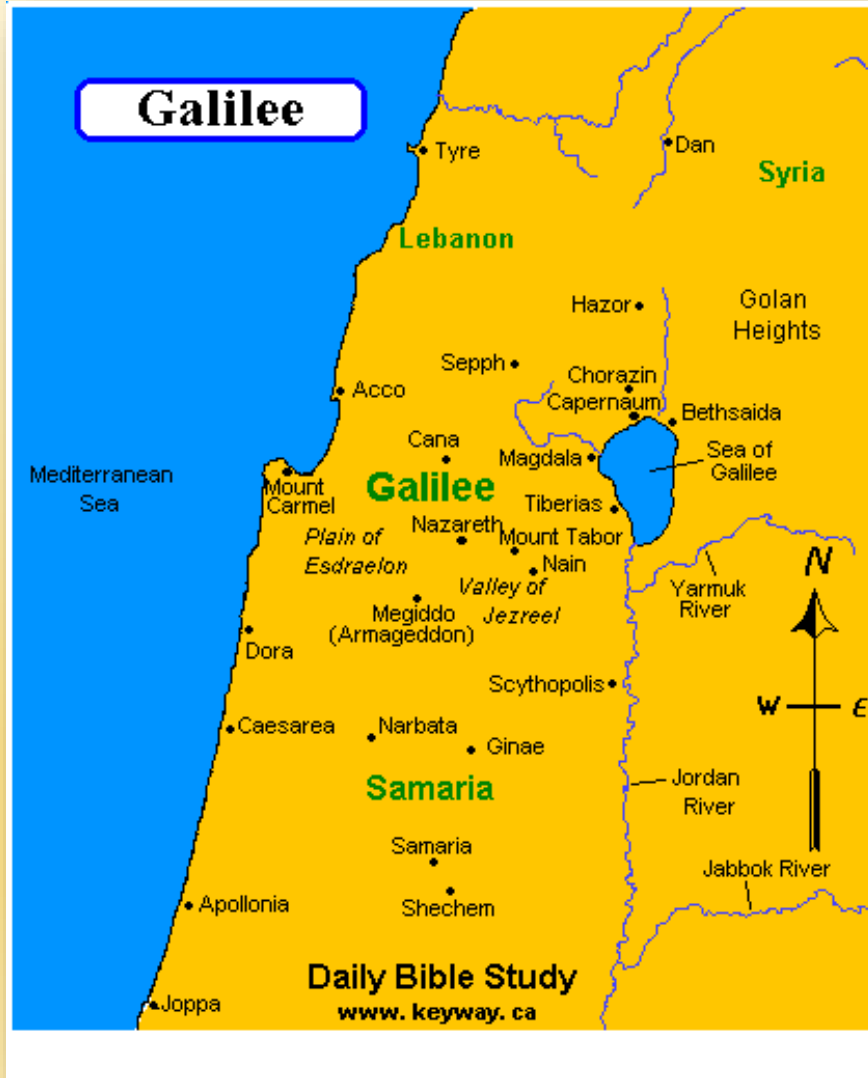 Galilee
Tyre
Dan
Syria
Lebanon
Hazor
Golan
Heights
Sepph
Chorazin
Acco
Capernaum
Bethsaida
Cana
Magdala
Sea of
Galilee
Mediterranean
Sea
Mount
Carmel
Galilee
Tiberias
Plain of
Esdraelon
Nazareth
Mount Tabor
Nain
N
Valley of
Jezreel
Yarmuk
River
Megiddo
(Armageddon)
Dora
Scythopolis
W
E
Caesarea
Narbata
Ginae
Samaria
Jordan
River
Samaria
Jabbok River
Shechem
Apollonia
Daily Bible Study
www.keyway.ca
Joppa